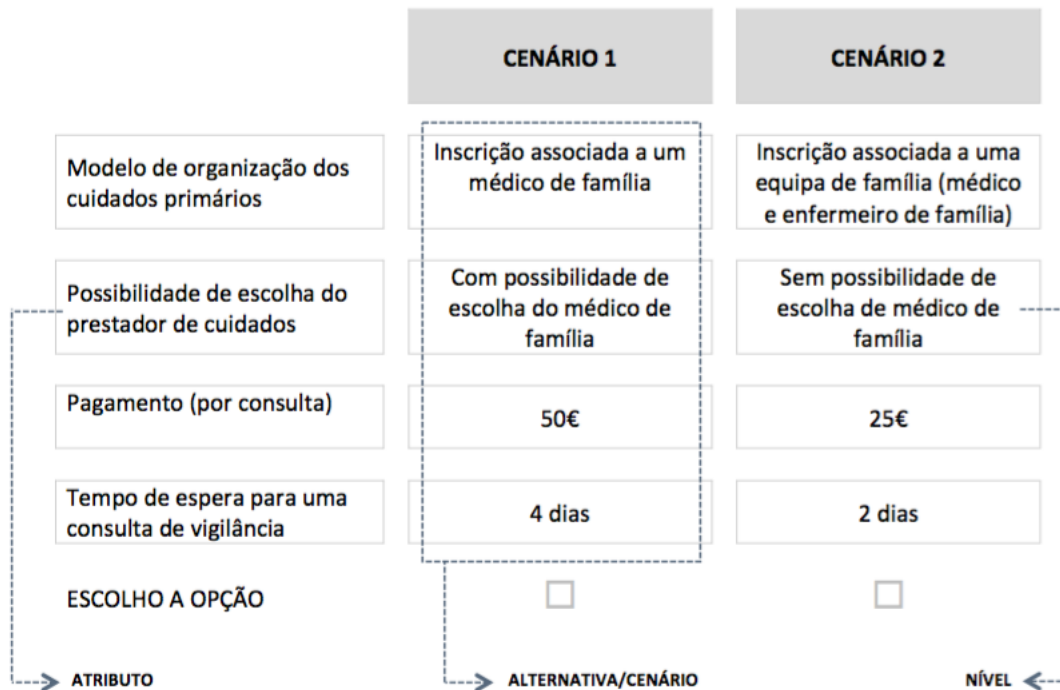 CENÁRIO 1
CENÁRIO 2
Modelo de organização dos
cuidados primários
Inscrição associada a um
médico de família
Inscrição associada a uma
equipa de família (médico
e enfermeiro de família)
Possibilidade de escolha do
prestador de cuidados
Com possibilidade de
escolha do médico de
família
Sem possibilidade de
escolha de médico de
família
Pagamento (por consulta)
50€
25€
Tempo de espera para uma
consulta de vigilância
4 dias
2 dias
ESCOLHO A OPÇÃO
ATRIBUTO
ALTERNATIVA/CENÁRIO
NÍVEL